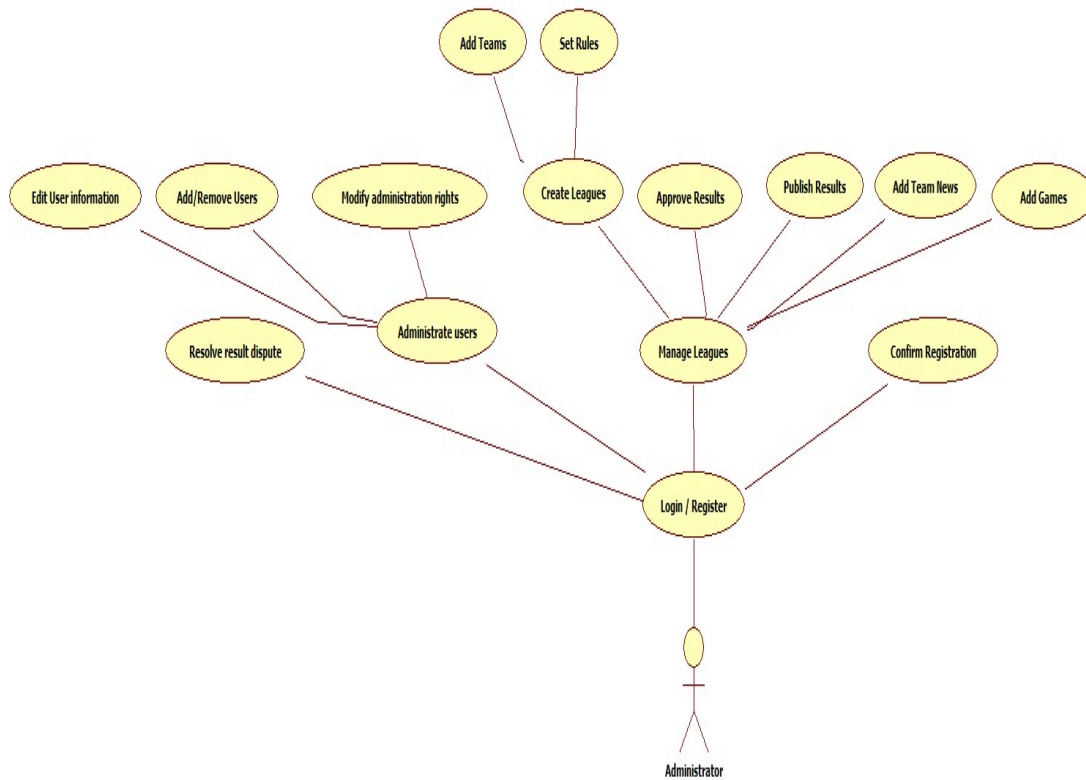 Add Teams
Set Rules
Edit User information
Add/Remove Users
Modify administration rights
Create Leagues
Approve Results
Publish Results
Add Team News
Add Games
Resolve result dispute
Administrate users
Manage Leagues
Confirm Registration
Login / Register
Administrator